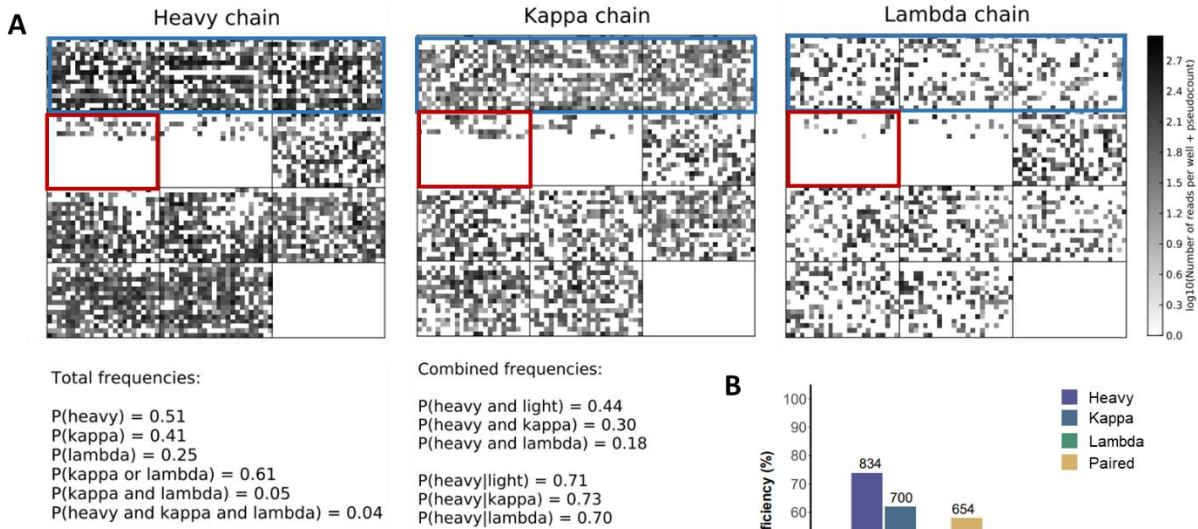 A
Heavy chain
Kappa chain
Lambda chain
2.7
2.4
2.1
1.8
1.5
1.2
0.9
0.6
0.3
0.0
log10(Number of reads per well + pseudocount)
Total frequencies:
P(heavy) = 0.51
P(kappa) = 0.41
P(lambda) = 0.25
P(kappa or lambda) = 0.61
P(kappa and lambda) = 0.05
P(heavy and kappa and lambda) = 0.04
Combined frequencies:
P(heavy and light) = 0.44
P(heavy and kappa) = 0.30
P(heavy and lambda) = 0.18
P(heavy|light) = 0.71
P(heavy|kappa) = 0.73
P(heavy|lambda) = 0.70
B
100
90
80
70
60
834
700
654
Heavy
Kappa
Lambda
Paired
(%)